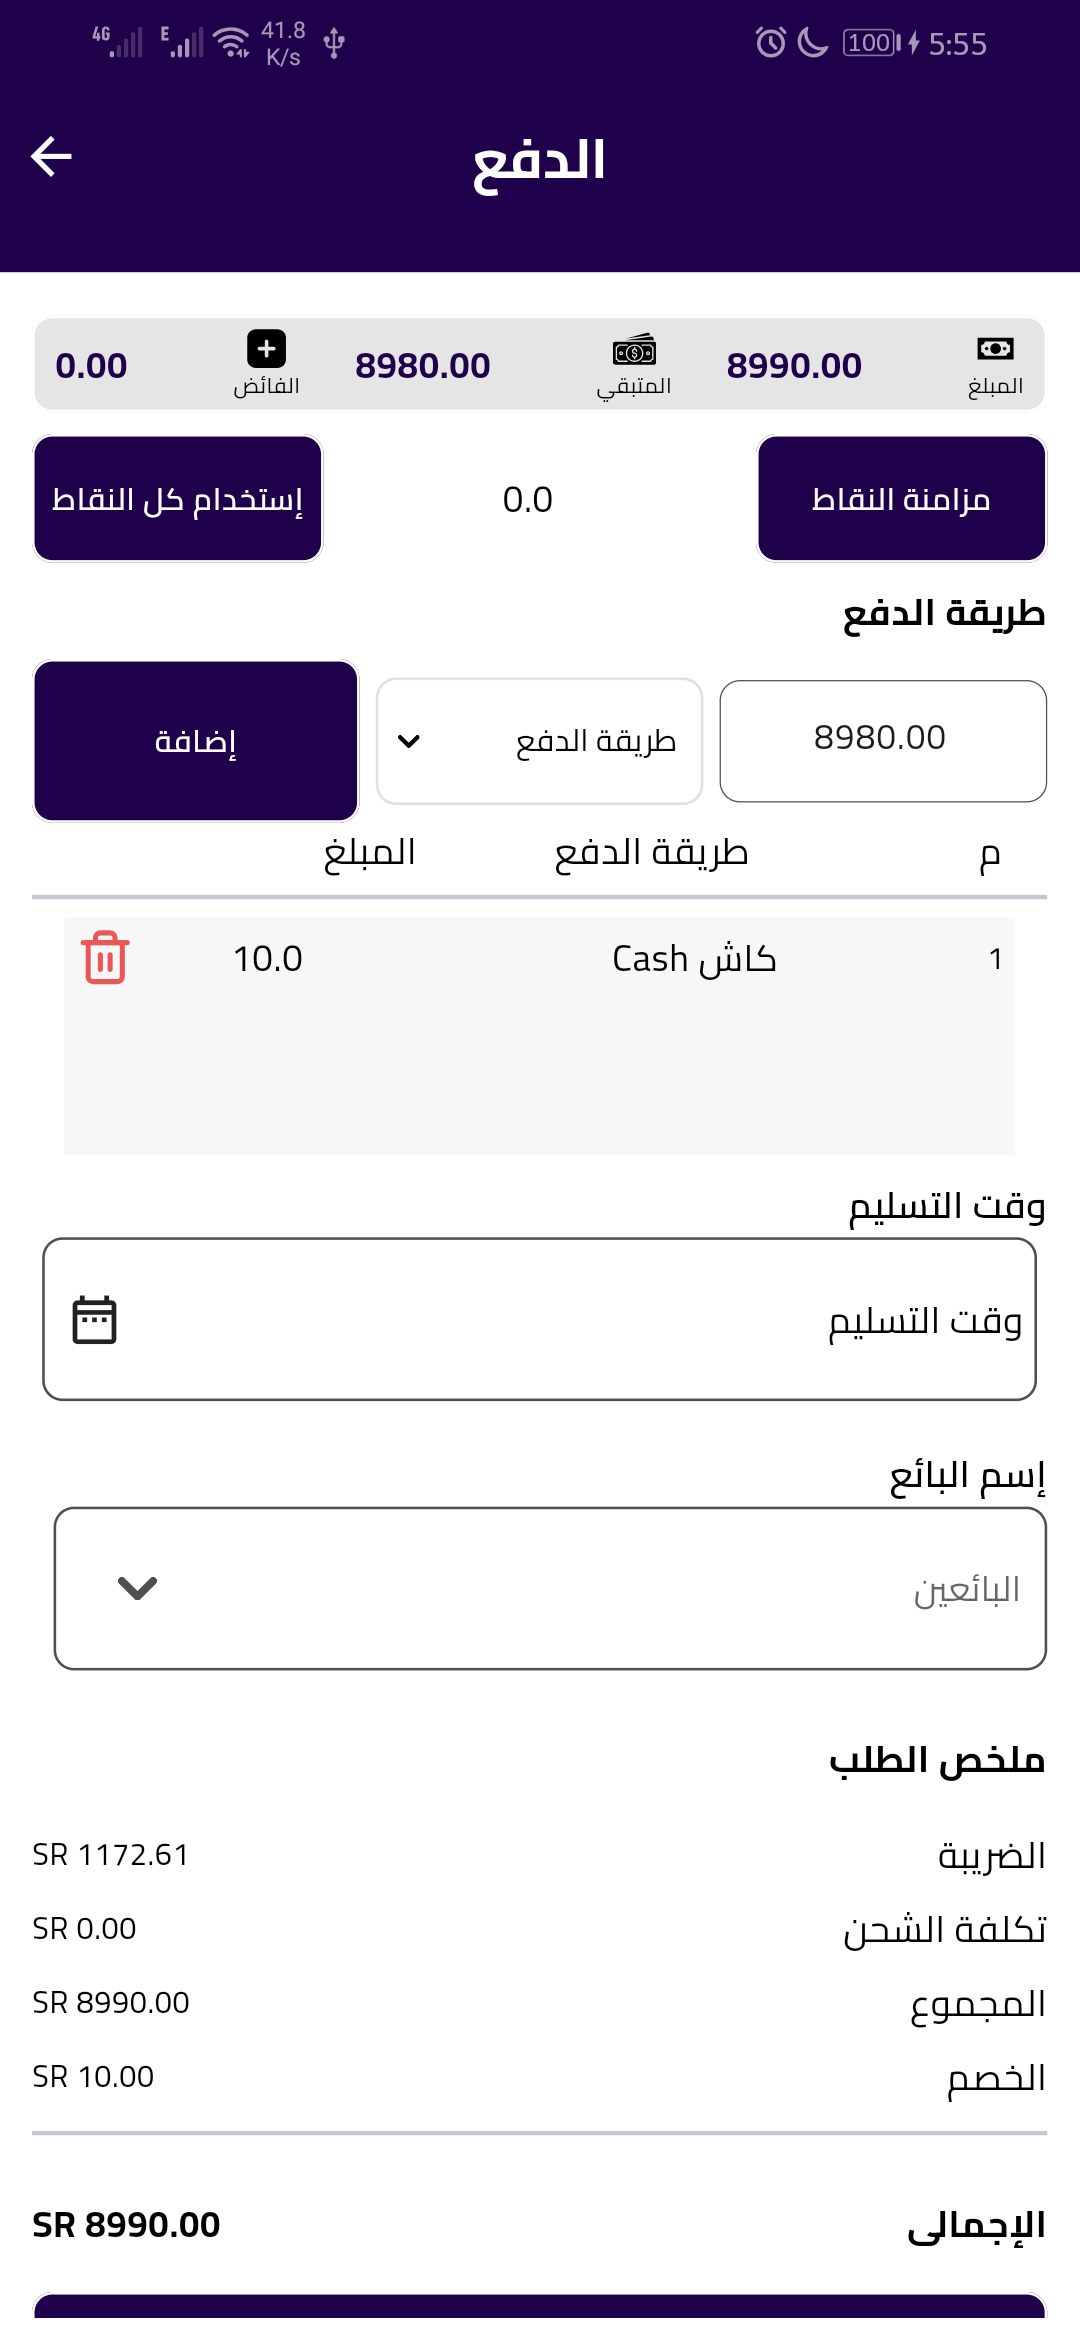 4G E 41.8 K/s 100 5:55
الدفع
المبلغ 8990.00 المتبقي 8980.00 الفائض 0.00
مزامنة النقاط 0.0 إستخدام كل النقاط
طريقة الدفع
8980.00 طريقة الدفع إضافة
م طريقة الدفع المبلغ
1 كاش Cash 10.0
وقت التسليم
وقت التسليم
إسم البائع
البائعين
ملخص الطلب
الضريبة SR 1172.61
تكلفة الشحن SR 0.00
المجموع SR 8990.00
الخصم SR 10.00
الإجمالى SR 8990.00